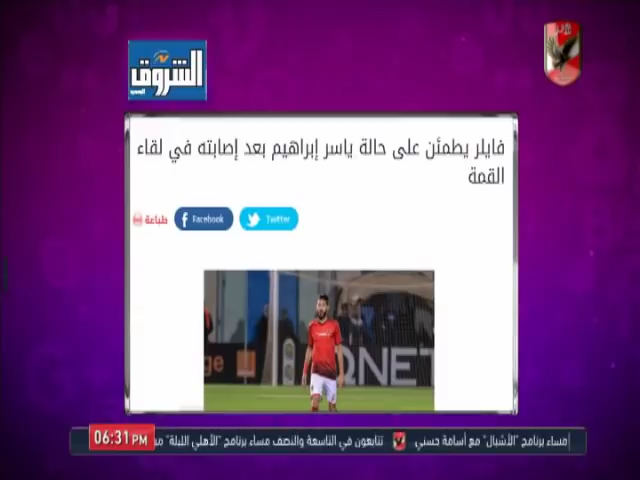 الشروق
فايلر يطمئن على حالة ياسر إبراهيم بعد إصابته في لقاء
القمة
طباعة Facebook Twitter
QNET
06:31 PM
مساء برنامج "الأشبال" مع أسامة حسني تتابعون في التاسعة والنصف مساء برنامج "الأهلي الليلة"